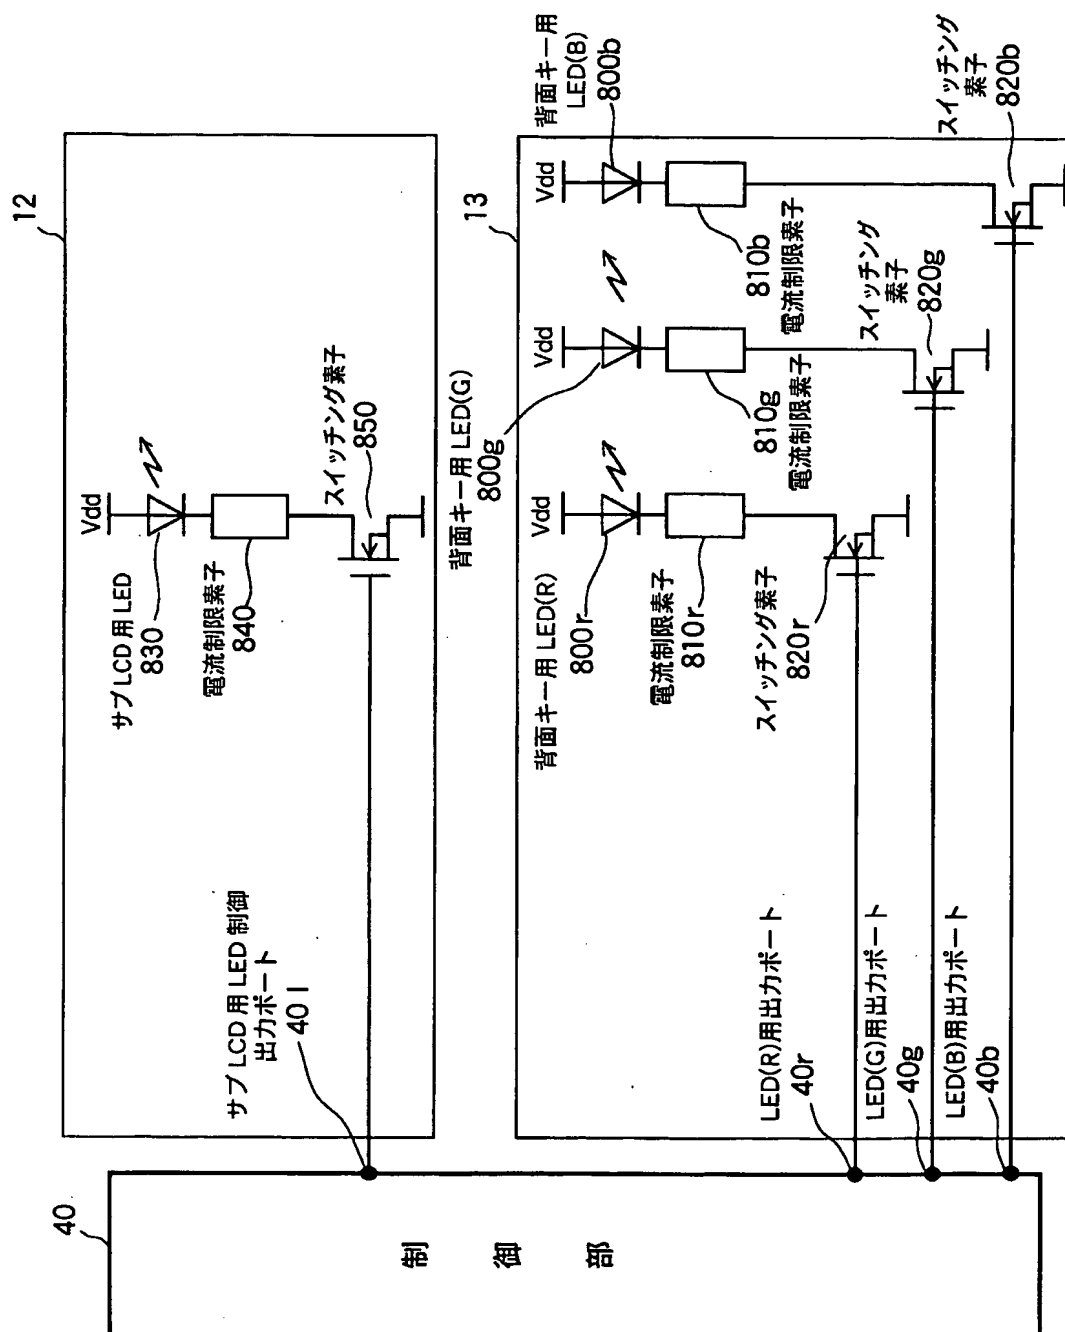 12
Vdd
サブLCD用LED
830
電流制限素子
840
スイッチング素子
850
サブLCD用LED制御
出力ポート
40l
13
背面キー用
LED(B)
800b
Vdd
810b
電流制限素子
スイッチング
素子
820b
背面キー用LED(G)
800g
Vdd
810g
電流制限素子
スイッチング
素子
820g
背面キー用LED(R)
800r
Vdd
電流制限素子
810r
スイッチング素子
820r
LED(R)用出力ポート
40r
LED(G)用出力ポート
40g
LED(B)用出力ポート
40b
40
制御部